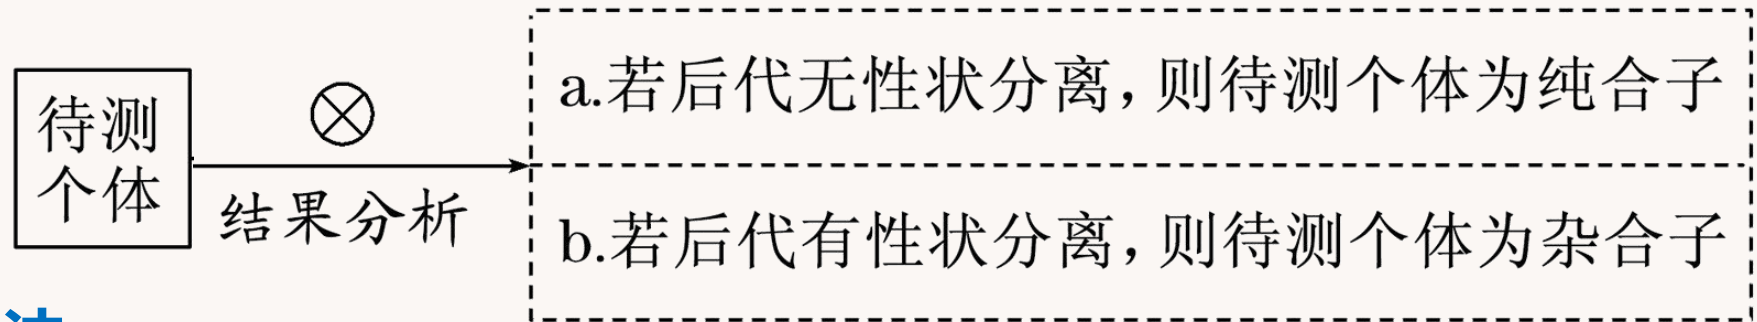 a.若后代无性状分离，则待测个体为纯合子
待测
个体
结果分析
b.若后代有性状分离，则待测个体为杂合子